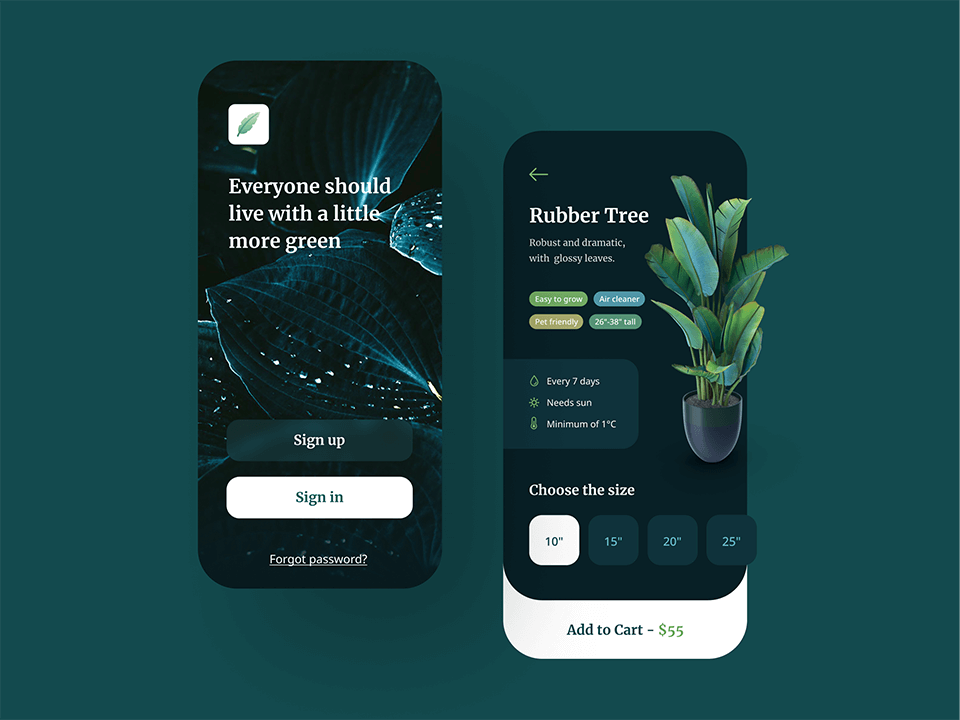 Everyone should
live with a little
more green
Sign up
Sign in
Forgot password?
Rubber Tree
Robust and dramatic,
with glossy leaves.
Easy to grow
Air cleaner
Pet friendly
26"-38" tall
Every 7 days
Needs sun
Minimum of 1°C
Choose the size
10"
15"
20"
25"
Add to Cart - $55